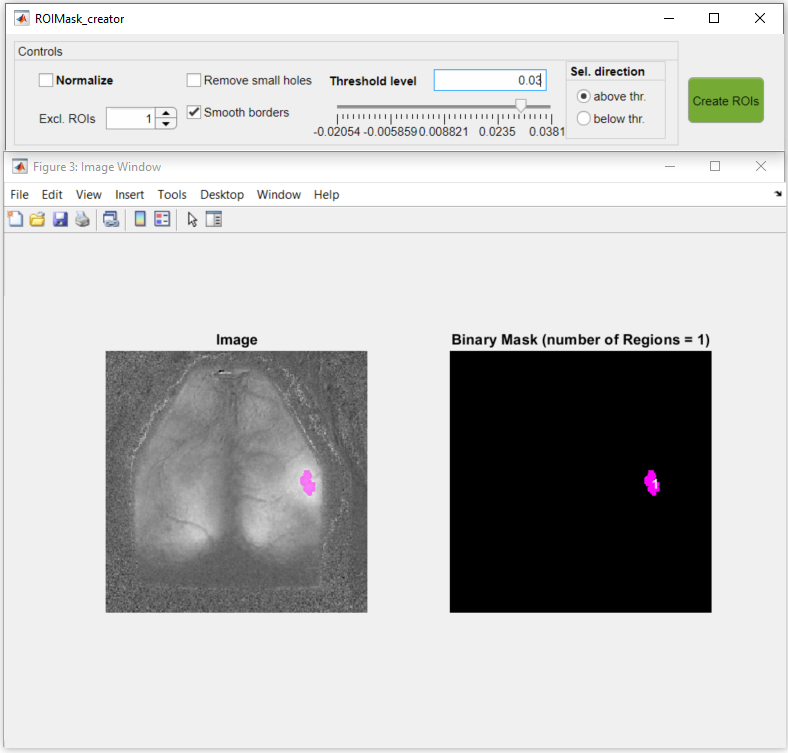 ROIMask_creator
Controls
Normalize
Remove small holes
Threshold level
0.03
Sel. direction
above thr.
below thr.
Create ROIs
Excl. ROIs
1
Smooth borders
-0.02054 -0.005859 0.008821 0.0235 0.0381
Figure 3: Image Window
File Edit View Insert Tools Desktop Window Help
Image
Binary Mask (number of Regions = 1)
1